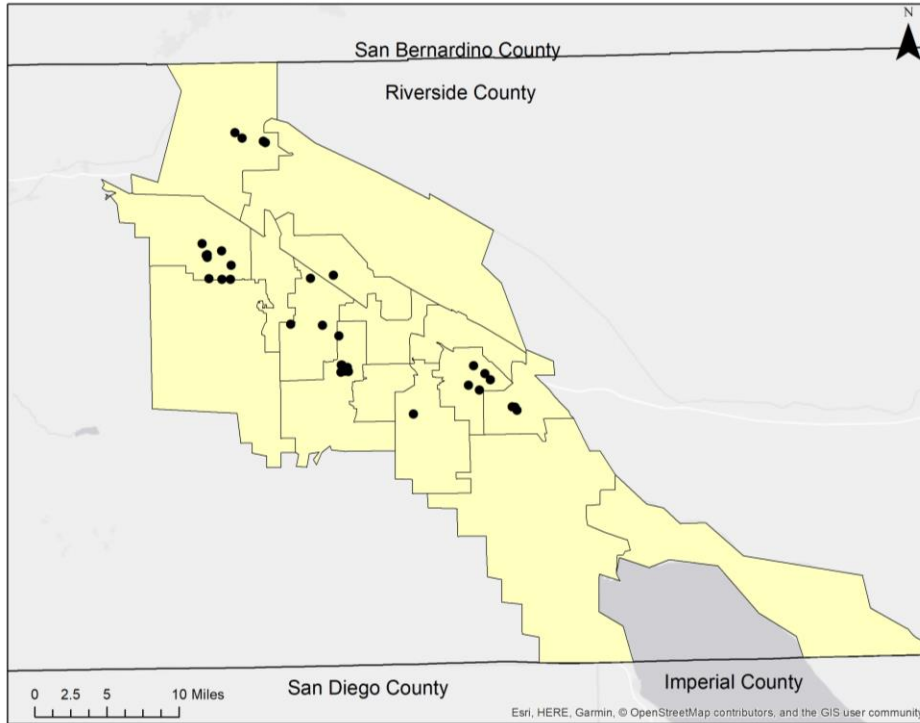 N
San Bernardino County
Riverside County
0 2.5 5 10 Miles
San Diego County
Imperial County
Esri, HERE, Garmin, © OpenStreetMap contributors, and the GIS user community